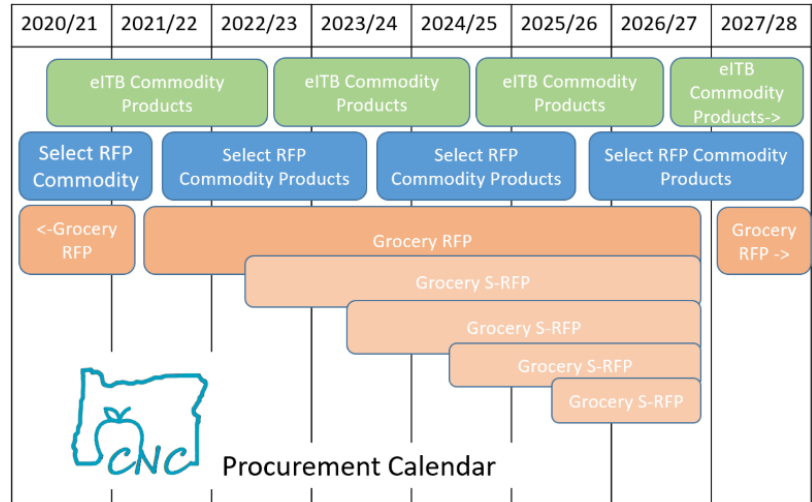 2020/21 2021/22 2022/23 2023/24 2024/25 2025/26 2026/27 2027/28
eITB Commodity
Products
eITB Commodity
Products
eITB Commodity
Products
eITB
Commodity
Products->
Select RFP
Commodity
Select RFP
Commodity Products
Select RFP
Commodity Products
Select RFP Commodity
Products
<-Grocery
RFP
Grocery RFP
Grocery
RFP ->
Grocery S-RFP
Grocery S-RFP
Grocery S-RFP
Grocery S-RFP
CNC
Procurement Calendar